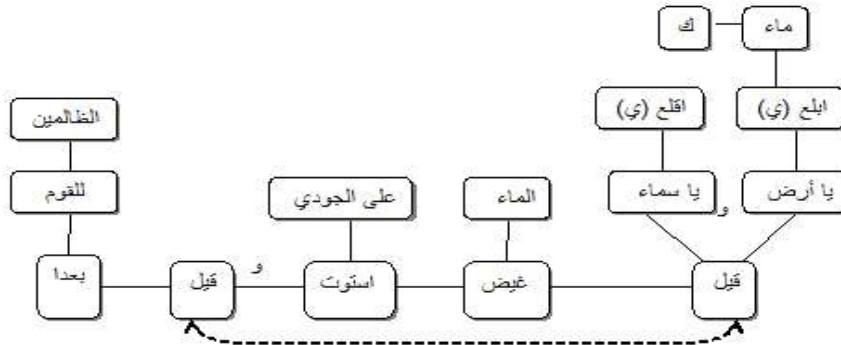 ماء
ك
ابلع (ي)
اقلع (ي)
الظالمين
يا أرض
و
يا سماء
على الجودي
الماء
للقوم
قيل
غيض
استوت
و
قيل
بعدا